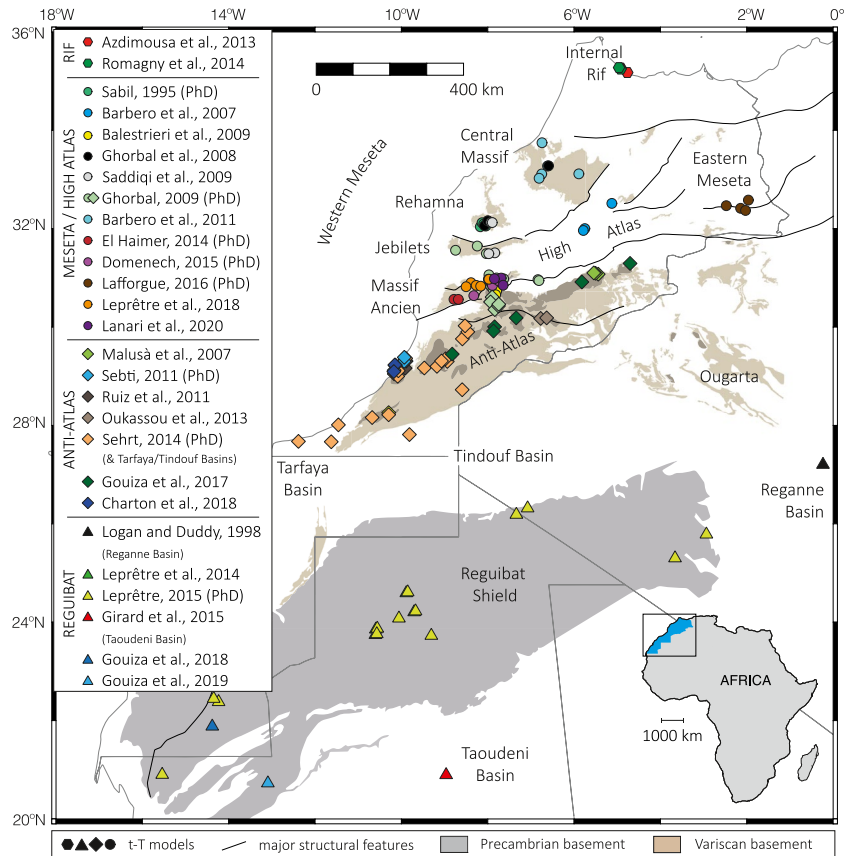 18°W
14°W
10°W
6°W
2°W
0°W
36°N
32°N
28°N
24°N
20°N
RIF
Azdimousa et al., 2013
Romagny et al., 2014
MESETA / HIGH ATLAS
Sabil, 1995 (PhD)
Barbero et al., 2007
Balestrieri et al., 2009
Ghorbal et al., 2008
Saddiqi et al., 2009
Ghorbal, 2009 (PhD)
Barbero et al., 2011
El Haimer, 2014 (PhD)
Domenech, 2015 (PhD)
Lafforgue, 2016 (PhD)
Leprêtre et al., 2018
Lanari et al., 2020
ANTI-ATLAS
Malusà et al., 2007
Sebti, 2011 (PhD)
Ruiz et al., 2011
Oukassou et al., 2013
Sehrt, 2014 (PhD)
(& Tarfaya/Tindouf Basins)
Gouiza et al., 2017
Charton et al., 2018
REGUIBAT
Logan and Duddy, 1998
(Reganne Basin)
Leprêtre et al., 2014
Leprêtre, 2015 (PhD)
Girard et al., 2015
(Taoudeni Basin)
Gouiza et al., 2018
Gouiza et al., 2019
0
400 km
Internal
Rif
Central
Massif
Western Meseta
Eastern
Meseta
Rehamna
Jebilets
High Atlas
Massif
Ancien
Anti-Atlas
Ougarta
Tarfaya
Basin
Tindouf Basin
Reganne
Basin
Reguibat
Shield
Taoudeni
Basin
AFRICA
1000 km
t-T models
major structural features
Precambrian basement
Variscan basement